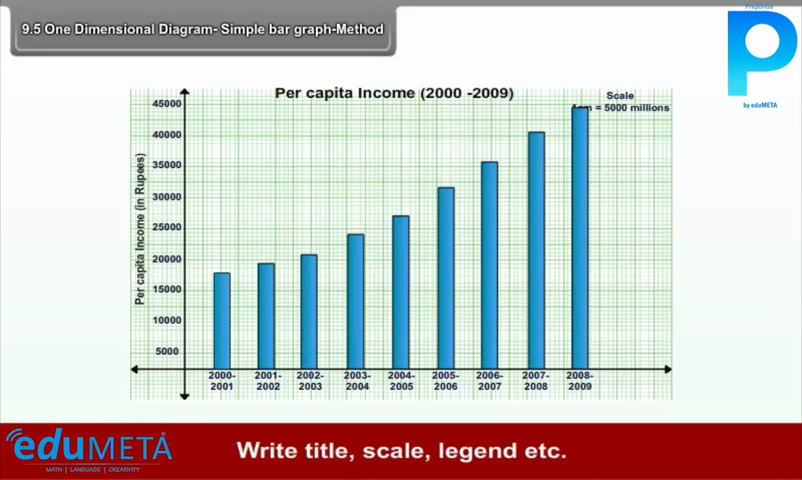 9.5 One Dimensional Diagram- Simple bar graph-Method
Prepondo
P
by eduMETA
Per capita Income (2000 -2009)
Scale
= 5000 millions
Per capita Income (in Rupees)
45000
40000
35000
30000
25000
20000
15000
10000
5000
2000- 2001- 2002- 2003- 2004- 2005- 2006- 2007- 2008-
2001 2002 2003 2004 2005 2006 2007 2008 2009
eduMETA
MATH | LANGUAGE | CREATIVITY
Write title, scale, legend etc.